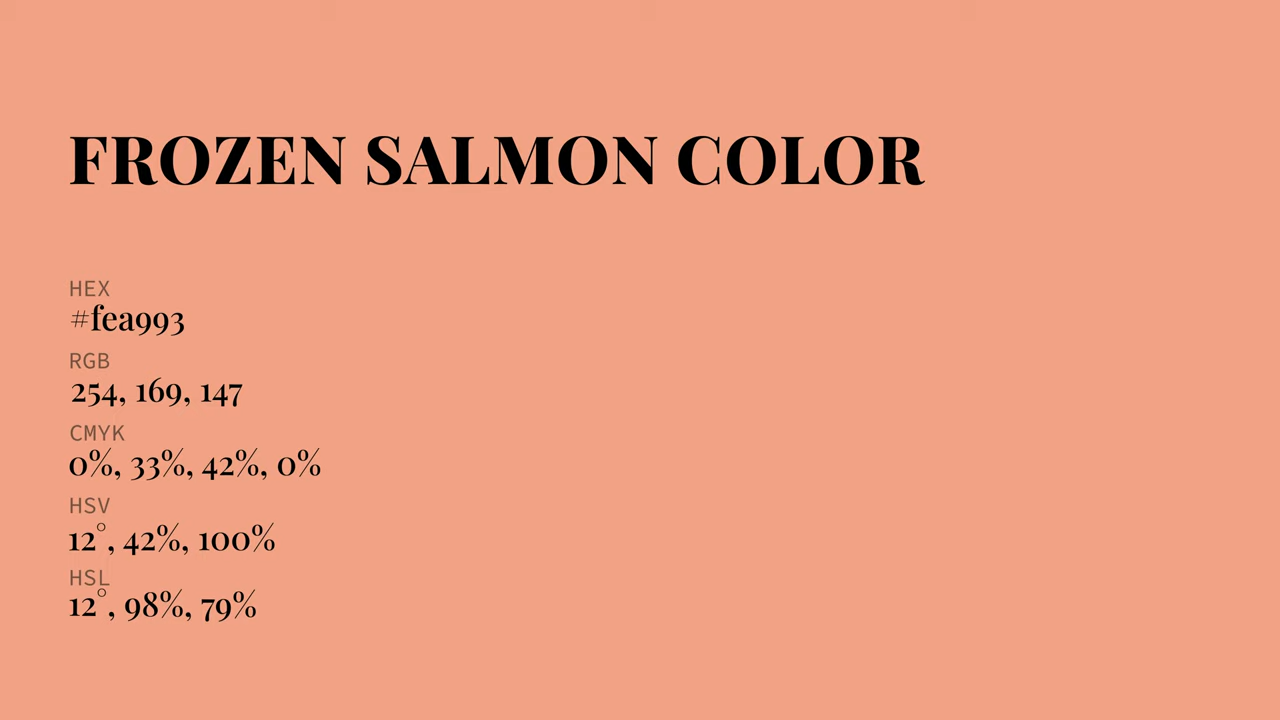 FROZEN SALMON COLOR
HEX
#fea993
RGB
254, 169, 147
CMYK
0%, 33%, 42%, 0%
HSV
12°, 42%, 100%
HSL
12°, 98%, 79%